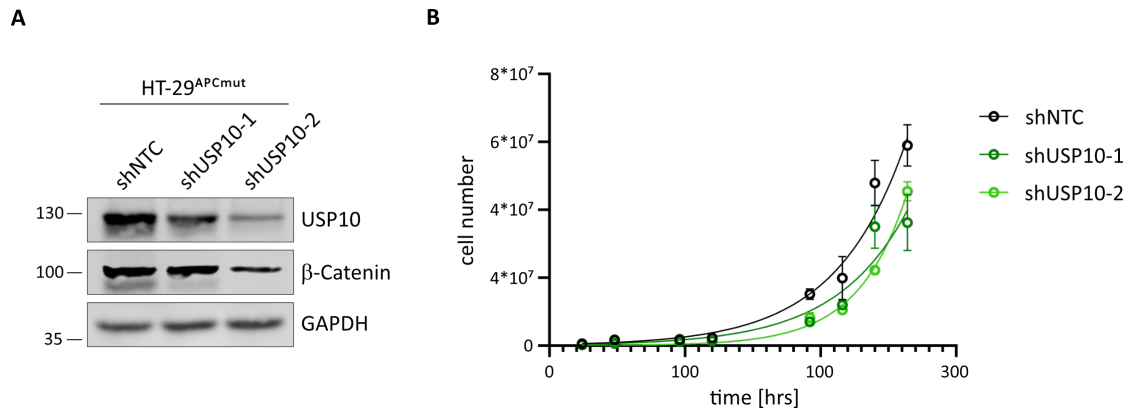 A
HT-29ᴬᴾᶜᵐᵘᵗ
shNTC
shUSP10-1
shUSP10-2
130
USP10
100
β-Catenin
GAPDH
35
B
8*10⁷
6*10⁷
4*10⁷
4*10⁷
0
cell number
0
100
100
300
time [hrs]
shNTC
shUSP10-1
shUSP10-2